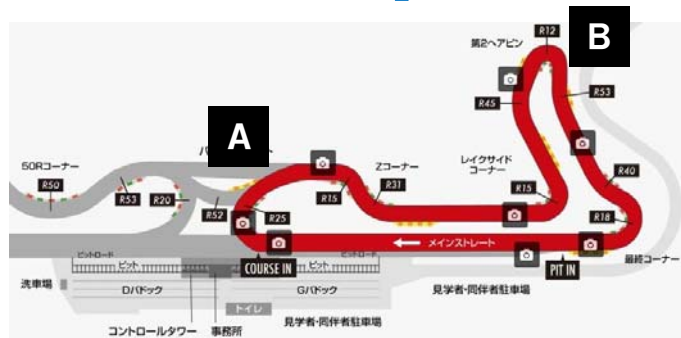 R12
B
第2ヘアピン
R45
R53
A
50Rコーナー
R50
R53
R20
R52
R25
R15
Zコーナー
R31
レイクサイド
コーナー
R15
R40
R18
メインストレート
COURSE IN
PIT IN
最終コーナー
ピットロード
ピットロード
ピット
ピット
洗車場
Dパドック
Gパドック
見学者・同伴者駐車場
トイレ
コントロールタワー
事務所
見学者・同伴者駐車場